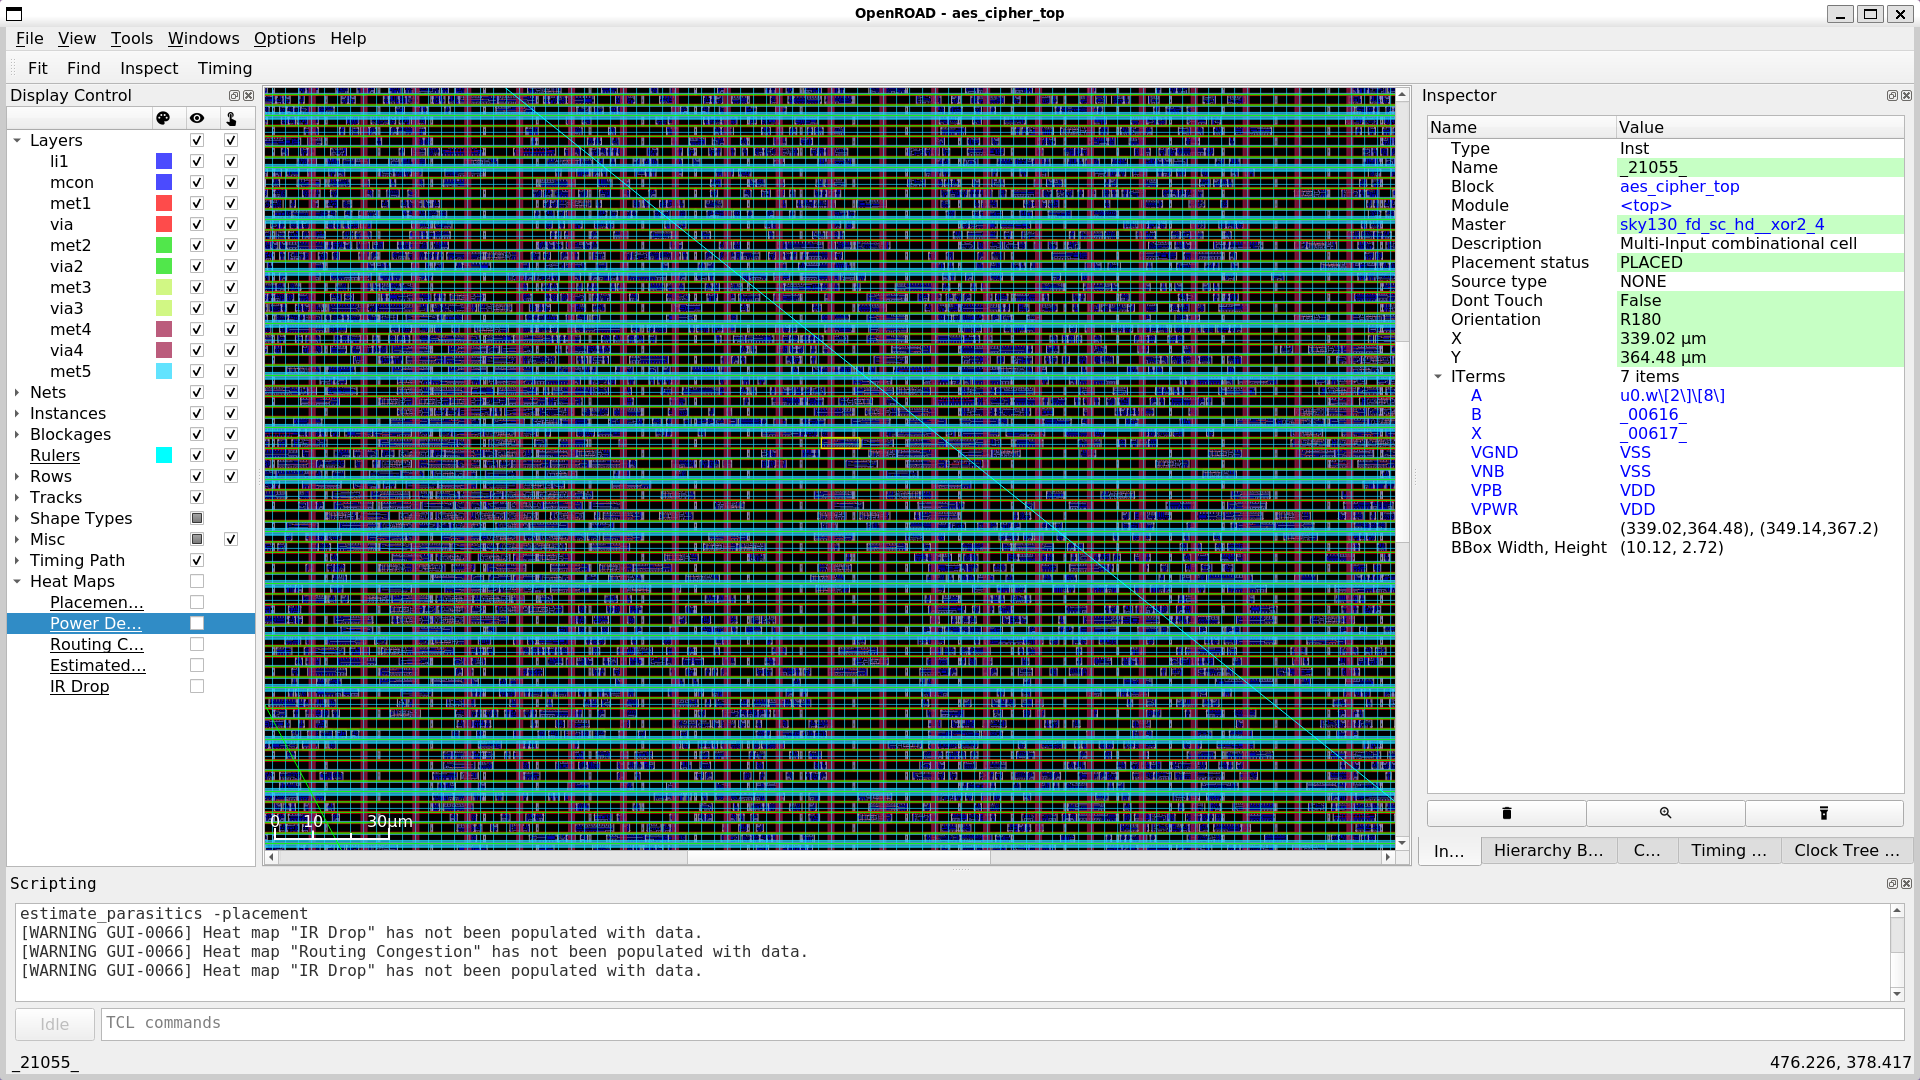 OpenROAD - aes_cipher_top
File View Tools Windows Options Help
Fit Find Inspect Timing
Display Control
Layers
li1
mcon
met1
via
met2
via2
met3
via3
met4
via4
met5
Nets
Instances
Blockages
Rulers
Rows
Tracks
Shape Types
Misc
Timing Path
Heat Maps
Placemen...
Power De...
Routing C...
Estimated...
IR Drop
0 10 30μm
Inspector
Name Value
Type Inst
Name _21055_
Block aes_cipher_top
Module <top>
Master sky130_fd_sc_hd__xor2_4
Description Multi-Input combinational cell
Placement status PLACED
Source type NONE
Dont Touch False
Orientation R180
X 339.02 μm
Y 364.48 μm
ITerms 7 items
A u0.w\[2\]\[8\]
B _00616_
X _00617_
VGND VSS
VNB VSS
VPB VDD
VPWR VDD
BBox (339.02,364.48), (349.14,367.2)
BBox Width, Height (10.12, 2.72)
In... Hierarchy B... C... Timing ... Clock Tree ...
Scripting
estimate_parasitics -placement
[WARNING GUI-0066] Heat map "IR Drop" has not been populated with data.
[WARNING GUI-0066] Heat map "Routing Congestion" has not been populated with data.
[WARNING GUI-0066] Heat map "IR Drop" has not been populated with data.
Idle TCL commands
_21055_ 476.226, 378.417